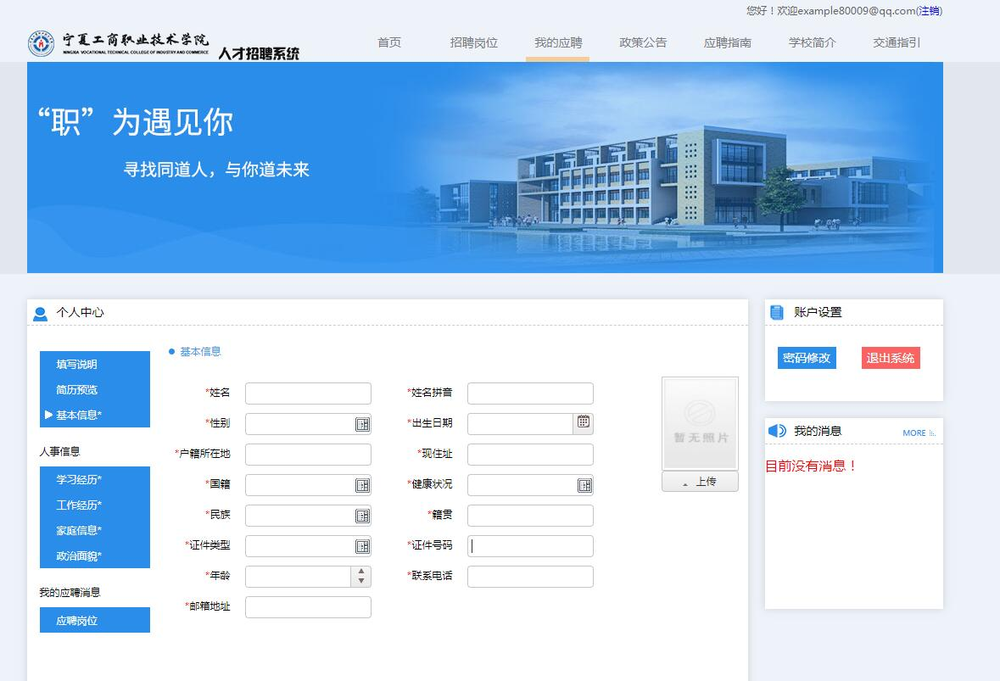 您好！欢迎example80009@qq.com(注销)
宁夏工商职业技术学院
NINGXIA VOCATIONAL TECHNICAL COLLEGE OF INDUSTRY AND COMMERCE
人才招聘系统
首页 招聘岗位 我的应聘 政策公告 应聘指南 学校简介 交通指引
“职”为遇见你
寻找同道人，与你道未来
个人中心
填写说明
简历预览
基本信息*
人事信息
学习经历*
工作经历*
家庭信息*
政治面貌*
我的应聘消息
应聘岗位
基本信息
*姓名 *姓名拼音
*性别 *出生日期
*户籍所在地 *现住址
*国籍 *健康状况
*民族 *籍贯
*证件类型 *证件号码
*年龄 *联系电话
*邮箱地址
暂无照片
上传
账户设置
密码修改 退出系统
我的消息 MORE
目前没有消息！